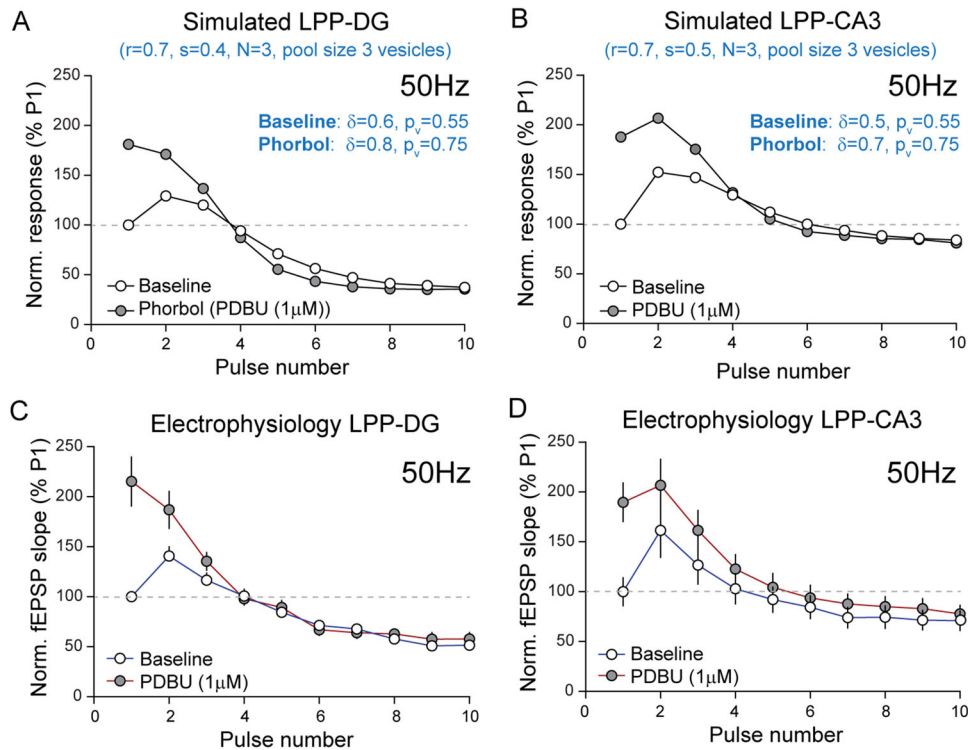 A
Simulated LPP-DG
(r=0.7, s=0.4, N=3, pool size 3 vesicles)
50Hz
Baseline: δ=0.6, pv=0.55
Phorbol: δ=0.8, pv=0.75
Norm. response (% P1)
250
200
150
100
50
0
Baseline
Phorbol (PDBU (1μM))
0 2 4 6 8 10
Pulse number
B
Simulated LPP-CA3
(r=0.7, s=0.5, N=3, pool size 3 vesicles)
50Hz
Baseline: δ=0.5, pv=0.55
Phorbol: δ=0.7, pv=0.75
Norm. response (% P1)
250
200
150
100
50
0
Baseline
PDBU (1μM)
0 2 4 6 8 10
Pulse number
C
Electrophysiology LPP-DG
50Hz
Norm. fEPSP slope (% P1)
250
200
150
100
50
0
Baseline
PDBU (1μM)
0 2 4 6 8 10
Pulse number
D
Electrophysiology LPP-CA3
50Hz
Norm. fEPSP slope (% P1)
250
200
150
100
50
0
Baseline
PDBU (1μM)
0 2 4 6 8 10
Pulse number